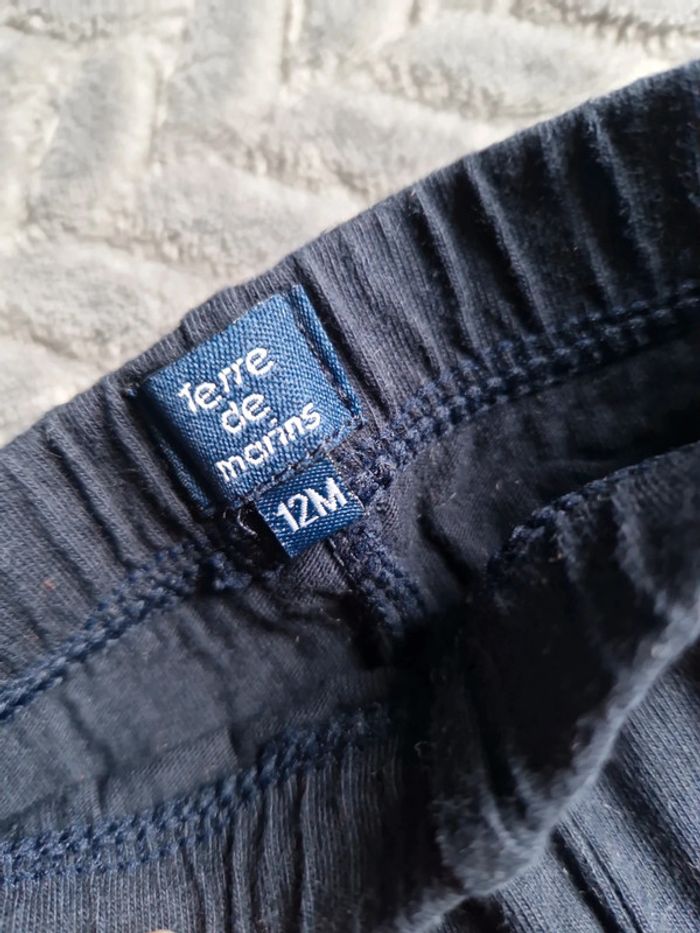 terre
de
marins
12M